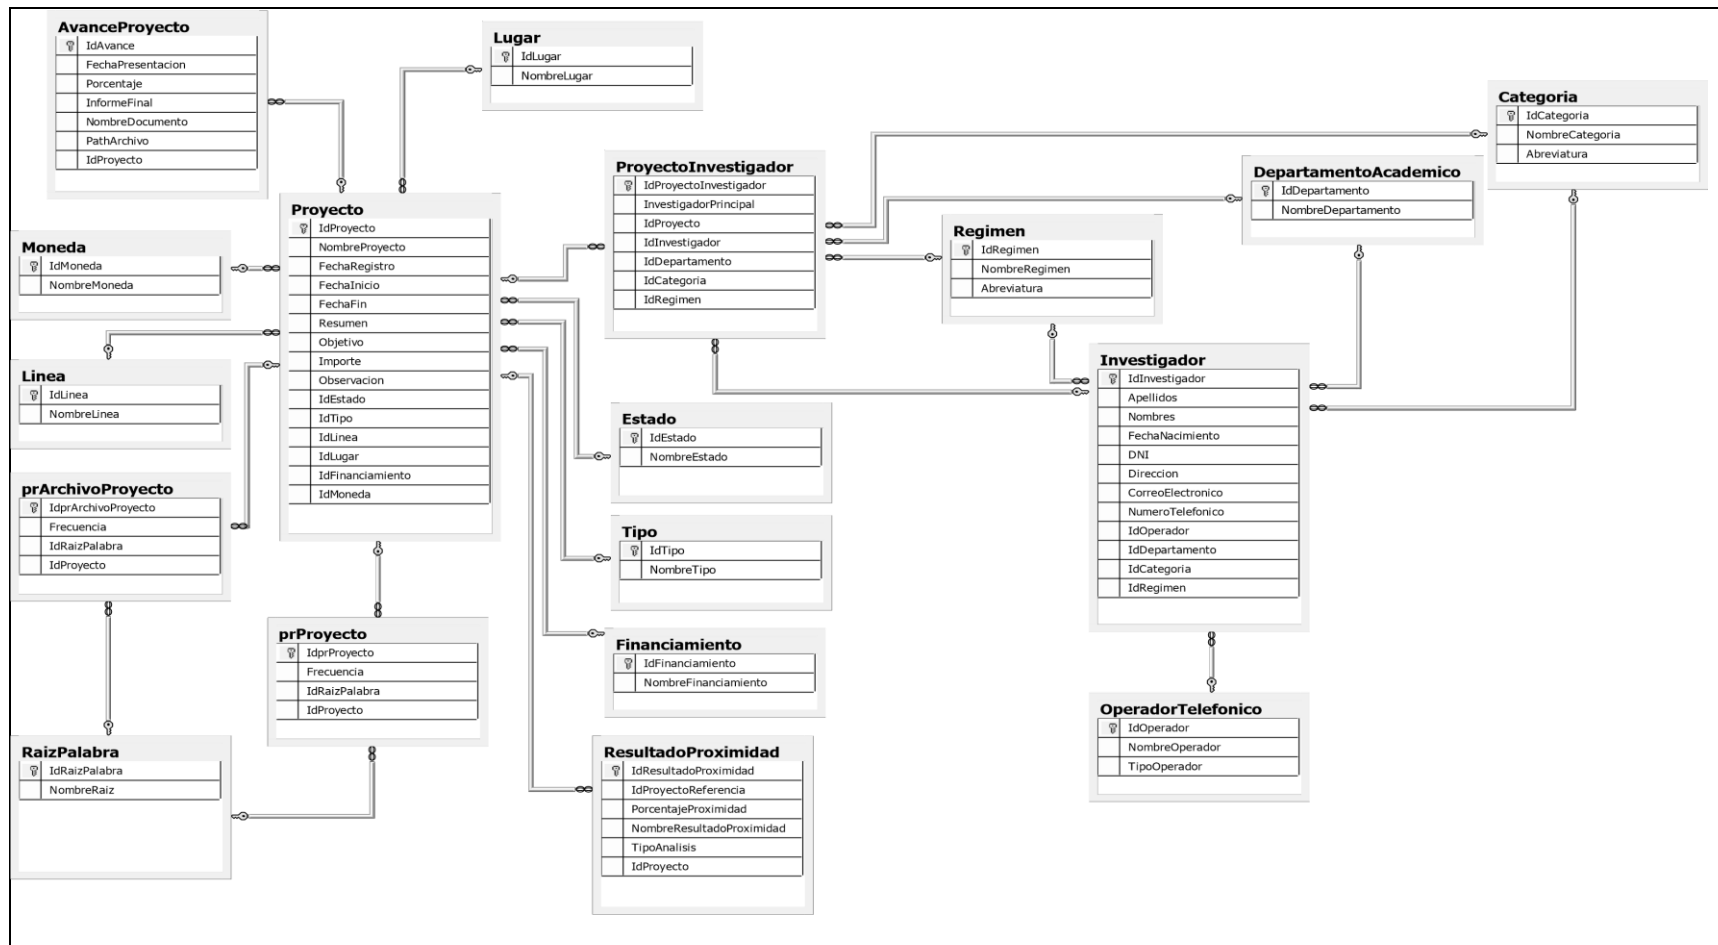 AvanceProyecto
IdAvance
FechaPresentacion
Porcentaje
InformeFinal
NombreDocumento
PathArchivo
IdProyecto
Lugar
IdLugar
NombreLugar
Categoria
IdCategoria
NombreCategoria
Abreviatura
ProyectoInvestigador
IdProyectoInvestigador
InvestigadorPrincipal
IdProyecto
IdInvestigador
IdDepartamento
IdCategoria
IdRegimen
DepartamentoAcademico
IdDepartamento
NombreDepartamento
Regimen
IdRegimen
NombreRegimen
Abreviatura
Proyecto
IdProyecto
NombreProyecto
FechaRegistro
FechaInicio
FechaFin
Resumen
Objetivo
Importe
Observacion
IdEstado
IdTipo
IdLinea
IdLugar
IdFinanciamiento
IdMoneda
Moneda
IdMoneda
NombreMoneda
Linea
IdLinea
NombreLinea
Investigador
IdInvestigador
Apellidos
Nombres
FechaNacimiento
DNI
Direccion
CorreoElectronico
NumeroTelefonico
IdOperador
IdDepartamento
IdCategoria
IdRegimen
Estado
IdEstado
NombreEstado
prArchivoProyecto
IdprArchivoProyecto
Frecuencia
IdRaizPalabra
IdProyecto
Tipo
IdTipo
NombreTipo
prProyecto
IdprProyecto
Frecuencia
IdRaizPalabra
IdProyecto
Financiamiento
IdFinanciamiento
NombreFinanciamiento
OperadorTelefonico
IdOperador
NombreOperador
TipoOperador
RaizPalabra
IdRaizPalabra
NombreRaiz
ResultadoProximidad
IdResultadoProximidad
IdProyectoReferencia
PorcentajeProximidad
NombreResultadoProximidad
TipoAnalisis
IdProyecto